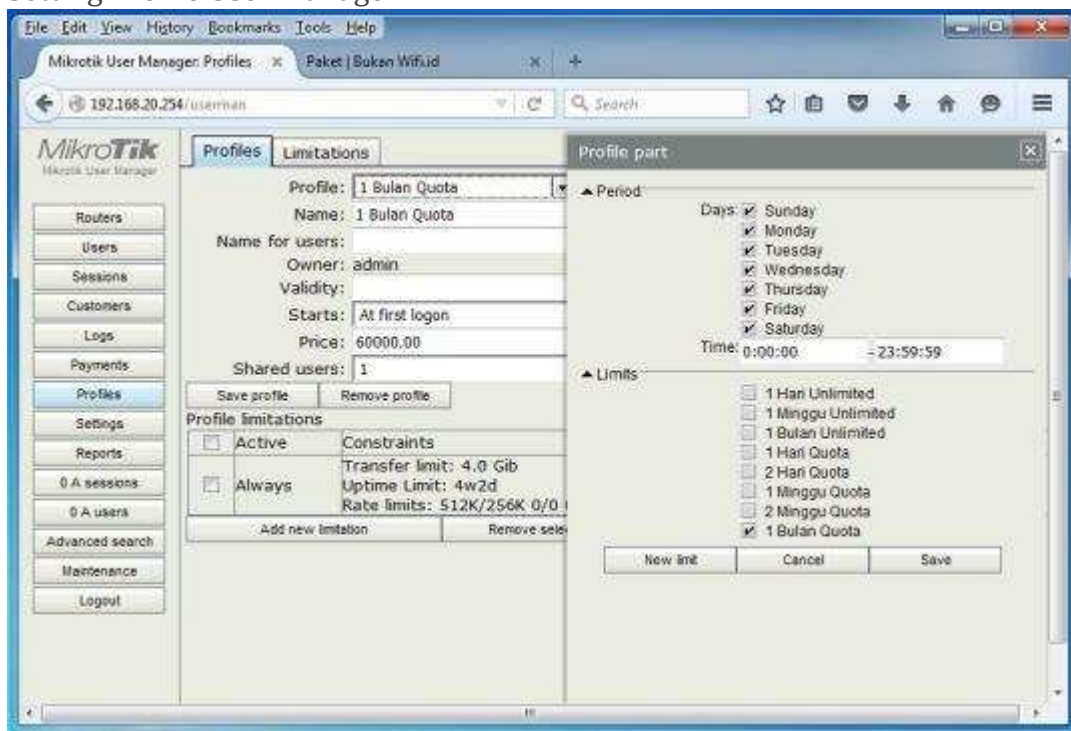 File Edit View History Bookmarks Tools Help
Mikrotik User Manager: Profiles
Paket | Bukan Wifi.id
192.168.20.254/userman
Search
MikroTik
Mikrotik User Manager
Routers
Users
Sessions
Customers
Logs
Payments
Profiles
Settings
Reports
0 A sessions
0 A users
Advanced search
Maintenance
Logout
Profiles
Limitations
Profile: 1 Bulan Quota
Name: 1 Bulan Quota
Name for users:
Owner: admin
Validity:
Starts: At first logon
Price: 60000.00
Shared users: 1
Save profile
Remove profile
Profile limitations
Active Constraints
Always
Transfer limit: 4.0 Gib
Uptime Limit: 4w2d
Rate limits: 512K/256K 0/0
Add new limitation
Remove sele
Profile part
Period
Days: Sunday
Monday
Tuesday
Wednesday
Thursday
Friday
Saturday
Time: 0:00:00 - 23:59:59
Limits
1 Hari Unlimited
1 Minggu Unlimited
1 Bulan Unlimited
1 Hari Quota
2 Hari Quota
1 Minggu Quota
2 Minggu Quota
1 Bulan Quota
New limit
Cancel
Save